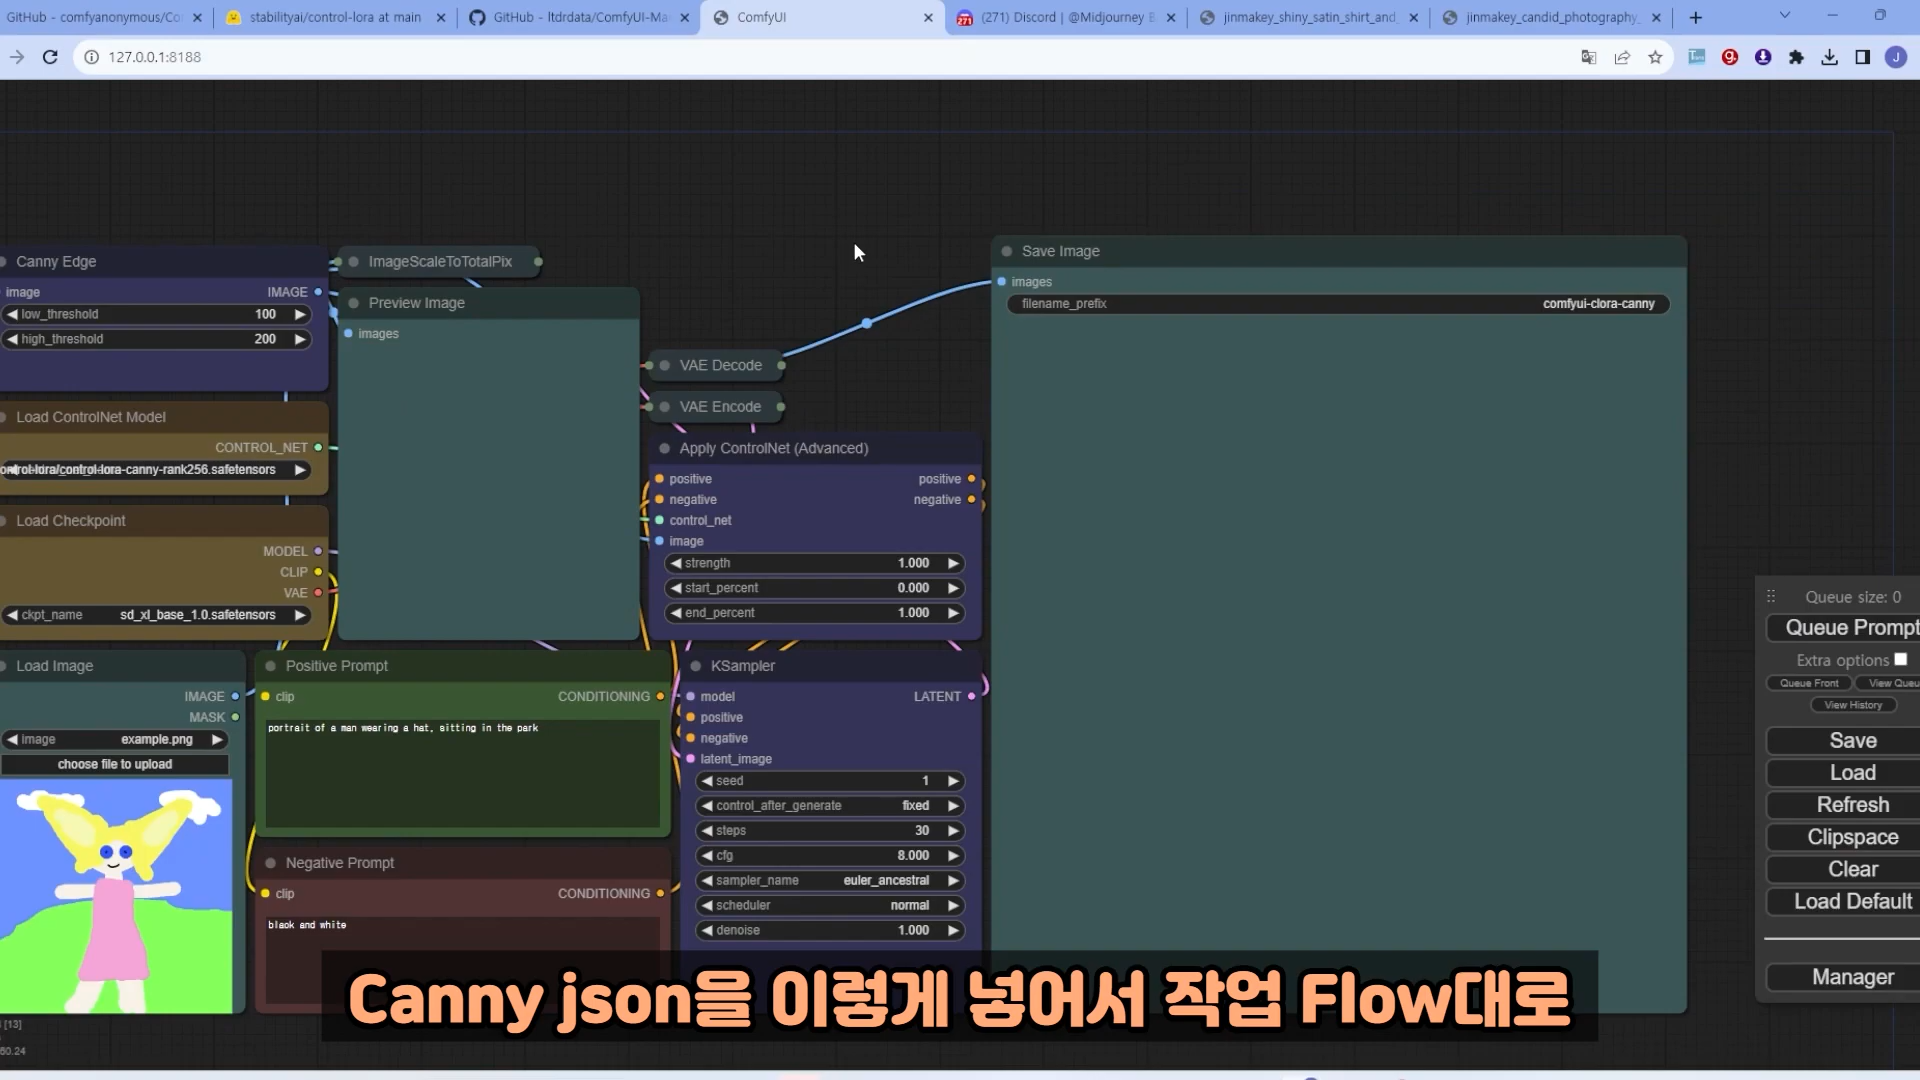 GitHub - comfyanonymous/Co
stabilityai/control-lora at main
GitHub - ltdrdata/ComfyUI-Ma
ComfyUI
(271) Discord | @Midjourney B
jinmakey_shiny_satin_shirt_and_
jinmakey_candid_photography_
127.0.0.1:8188
Canny Edge
image IMAGE
low_threshold 100
high_threshold 200
ImageScaleToTotalPix
Preview Image
images
Load ControlNet Model
CONTROL_NET
control-lora-canny-rank256.safetensors
Load Checkpoint
MODEL
CLIP
VAE
ckpt_name sd_xl_base_1.0.safetensors
Load Image
IMAGE
MASK
image example.png
choose file to upload
VAE Decode
VAE Encode
Apply ControlNet (Advanced)
positive positive
negative negative
control_net
image
strength 1.000
start_percent 0.000
end_percent 1.000
Positive Prompt
clip CONDITIONING
portrait of a man wearing a hat, sitting in the park
Negative Prompt
clip CONDITIONING
black and white
KSampler
model LATENT
positive
negative
latent_image
seed 1
control_after_generate fixed
steps 30
cfg 8.000
sampler_name euler_ancestral
scheduler normal
denoise 1.000
Save Image
images
filename_prefix comfyui-clora-canny
Queue size: 0
Queue Prompt
Extra options
Queue Front View Queu
View History
Save
Load
Refresh
Clipspace
Clear
Load Default
Manager
Canny json을 이렇게 넣어서 작업 Flow대로
[13]
60.24